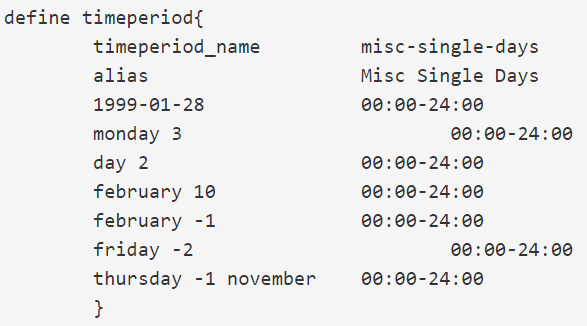 define timeperiod{
        timeperiod_name         misc-single-days
        alias                   Misc Single Days
        1999-01-28              00:00-24:00
        monday 3                        00:00-24:00
        day 2                   00:00-24:00
        february 10             00:00-24:00
        february -1             00:00-24:00
        friday -2                       00:00-24:00
        thursday -1 november    00:00-24:00
        }